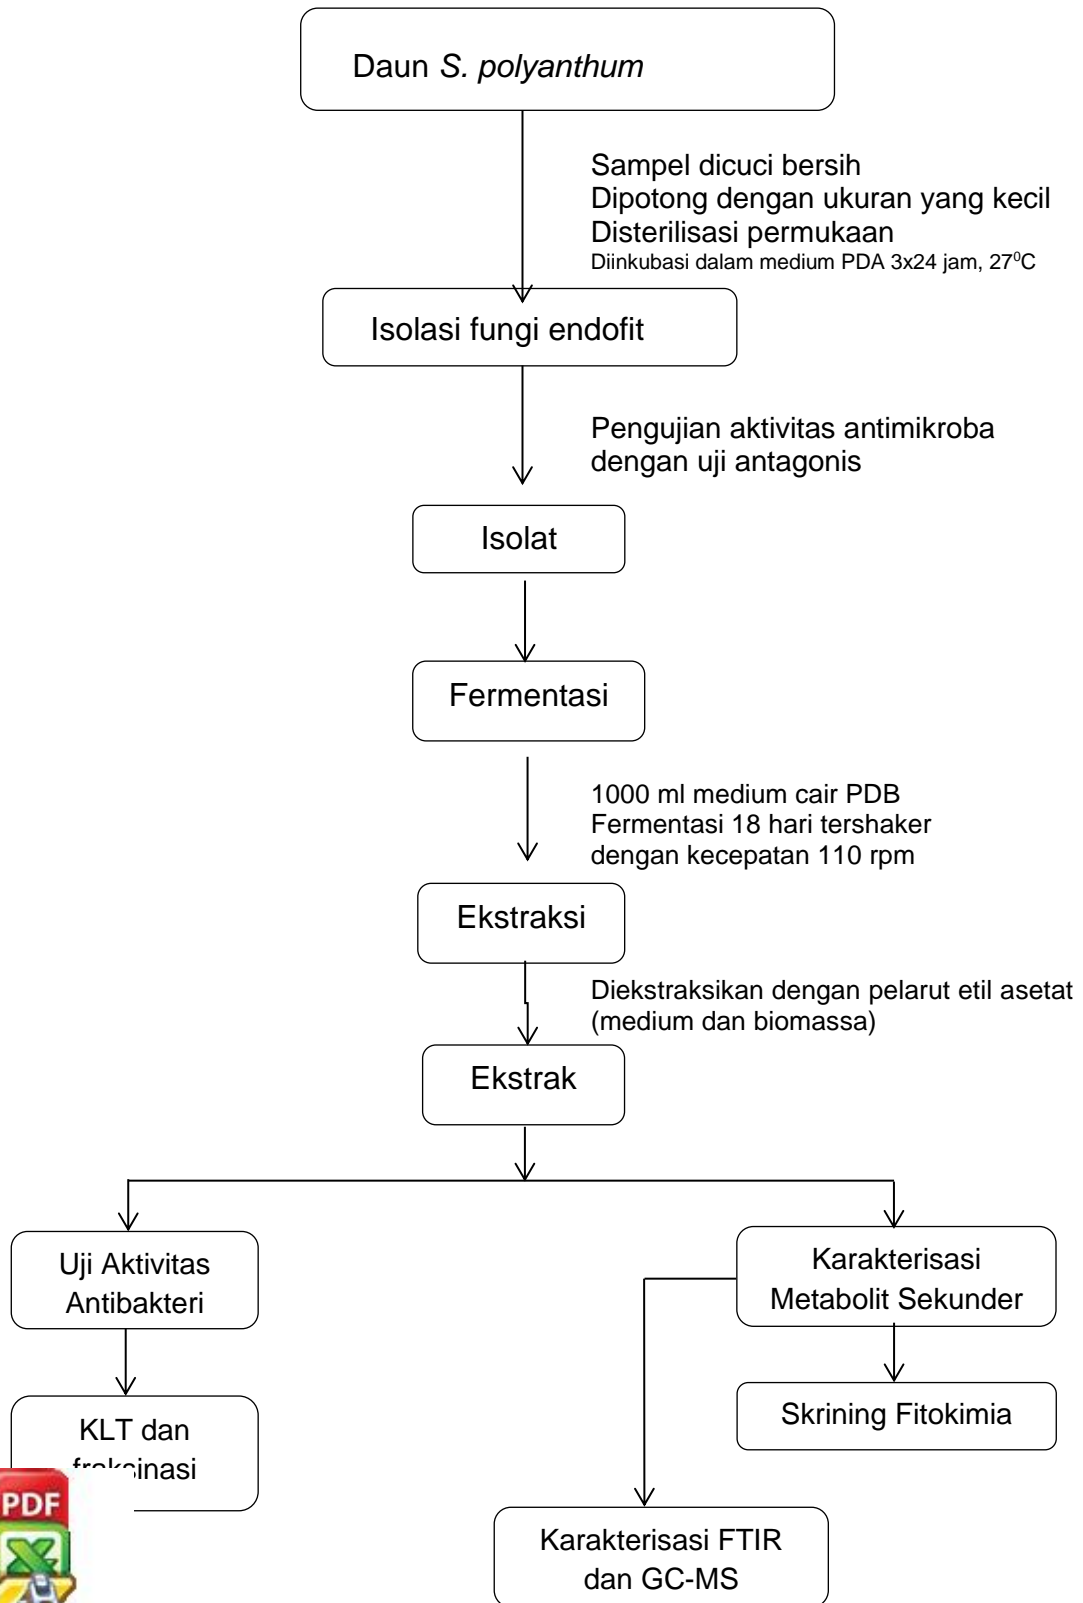 Daun S. polyanthum
Sampel dicuci bersih
Dipotong dengan ukuran yang kecil
Disterilisasi permukaan
Diinkubasi dalam medium PDA 3x24 jam, 27⁰C
Isolasi fungi endofit
Pengujian aktivitas antimikroba
dengan uji antagonis
Isolat
Fermentasi
1000 ml medium cair PDB
Fermentasi 18 hari tershaker
dengan kecepatan 110 rpm
Ekstraksi
Diekstraksikan dengan pelarut etil asetat
(medium dan biomassa)
Ekstrak
Uji Aktivitas
Antibakteri
Karakterisasi
Metabolit Sekunder
KLT dan
fraksinasi
Skrining Fitokimia
Karakterisasi FTIR
dan GC-MS
PDF